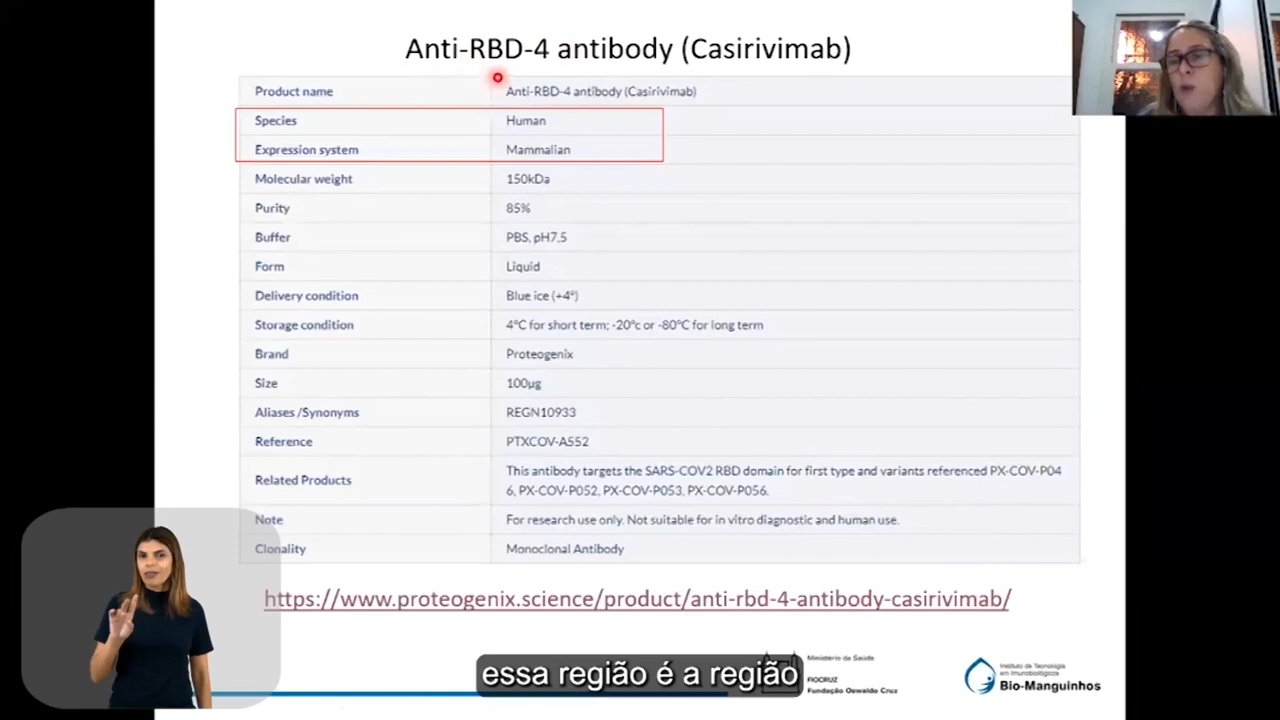 Anti-RBD-4 antibody (Casirivimab)
Product name Anti-RBD-4 antibody (Casirivimab)
Species Human
Expression system Mammalian
Molecular weight 150kDa
Purity 85%
Buffer PBS, pH7,5
Form Liquid
Delivery condition Blue ice (+4°)
Storage condition 4°C for short term; -20°c or -80°C for long term
Brand Proteogenix
Size 100µg
Aliases /Synonyms REGN10933
Reference PTXCOV-A552
Related Products This antibody targets the SARS-COV2 RBD domain for first type and variants referenced PX-COV-P04
6, PX-COV-P052, PX-COV-P053, PX-COV-P056.
Note For research use only. Not suitable for in vitro diagnostic and human use.
Clonality Monoclonal Antibody
https://www.proteogenix.science/product/anti-rbd-4-antibody-casirivimab/
essa região é a região
Ministério da Saúde
FIOCRUZ
Fundação Oswaldo Cruz
Instituto de Tecnologia
em Imunobiológicos
Bio-Manguinhos